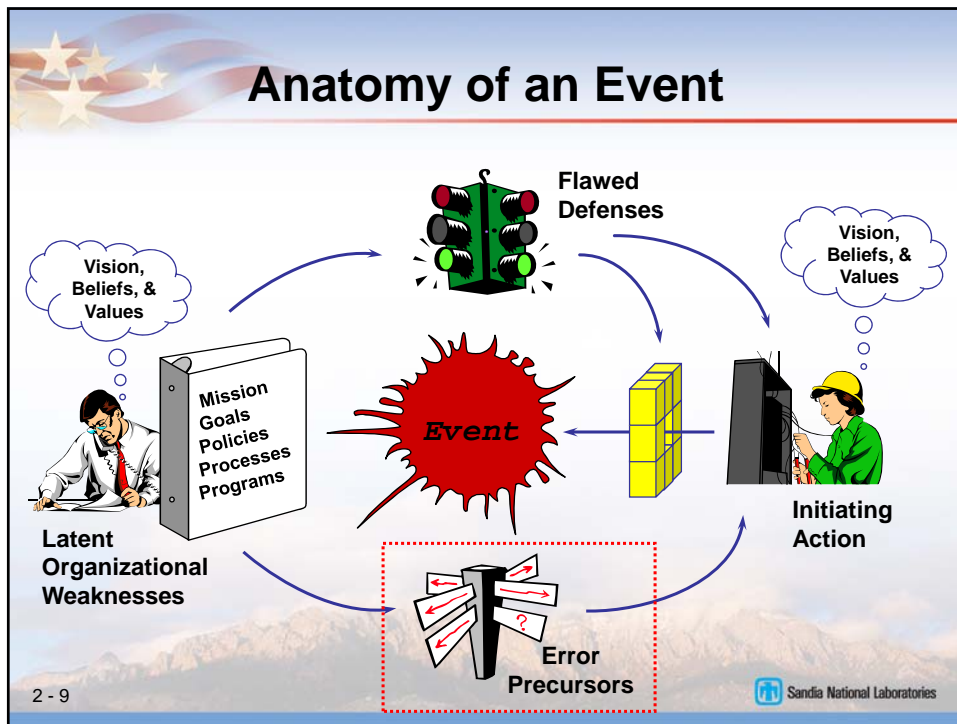 Anatomy of an Event
Flawed
Defenses
Vision,
Beliefs, &
Values
Vision,
Beliefs, &
Values
Mission
Goals
Policies
Processes
Programs
Event
Latent
Organizational
Weaknesses
Initiating
Action
?
Error
Precursors
2 - 9
Sandia National Laboratories